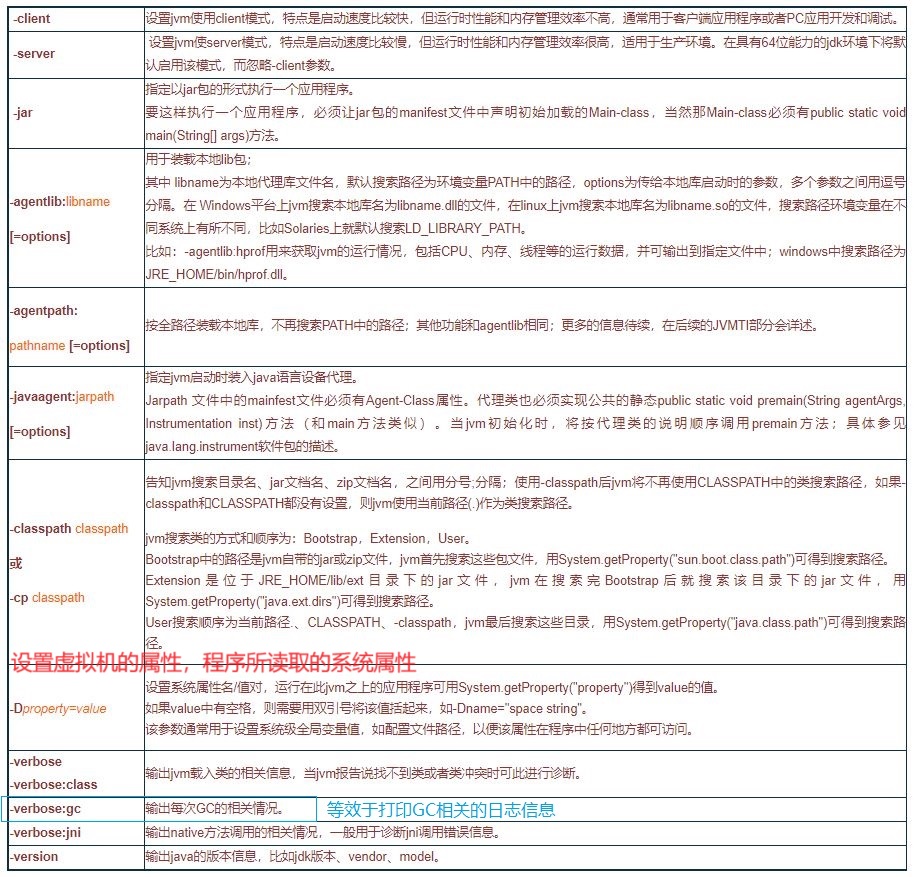 -client
设置jvm使用client模式，特点是启动速度比较快，但运行时性能和内存管理效率不高，通常用于客户端应用程序或者PC应用开发和调试。
-server
设置jvm使server模式，特点是启动速度比较慢，但运行时性能和内存管理效率很高，适用于生产环境。在具有64位能力的jdk环境下将默
认启用该模式，而忽略-client参数。
-jar
指定以jar包的形式执行一个应用程序。
要这样执行一个应用程序，必须让jar包的manifest文件中声明初始加载的Main-class，当然那Main-class必须有public static void
main(String[] args)方法。
-agentlib:libname
[=options]
用于装载本地lib包；
其中 libname为本地代理库文件名，默认搜索路径为环境变量PATH中的路径，options为传给本地库启动时的参数，多个参数之间用逗号
分隔。在 Windows平台上jvm搜索本地库名为libname.dll的文件，在linux上jvm搜索本地库名为libname.so的文件，搜索路径环境变量在不
同系统上有所不同，比如Solaries上就默认搜索LD_LIBRARY_PATH。
比如：-agentlib:hprof用来获取jvm的运行情况，包括CPU、内存、线程等的运行数据，并可输出到指定文件中；windows中搜索路径为
JRE_HOME/bin/hprof.dll。
-agentpath:
pathname [=options]
按全路径装载本地库，不再搜索PATH中的路径；其他功能和agentlib相同；更多的信息待续，在后续的JVMTI部分会详述。
-javaagent:jarpath
[=options]
指定jvm启动时装入java语言设备代理。
Jarpath 文件中的mainfest文件必须有Agent-Class属性。代理类也必须实现公共的静态public static void premain(String agentArgs,
Instrumentation inst)方法（和main方法类似）。当jvm初始化时，将按代理类的说明顺序调用premain方法；具体参见
java.lang.instrument软件包的描述。
-classpath classpath
或
-cp classpath
告知jvm搜索目录名、jar文档名、zip文档名，之间用分号;分隔；使用-classpath后jvm将不再使用CLASSPATH中的类搜索路径，如果-
classpath和CLASSPATH都没有设置，则jvm使用当前路径(.)作为类搜索路径。
jvm搜索类的方式和顺序为：Bootstrap，Extension，User。
Bootstrap中的路径是jvm自带的jar或zip文件，jvm首先搜索这些包文件，用System.getProperty("sun.boot.class.path")可得到搜索路径。
Extension是位于JRE_HOME/lib/ext目录下的jar文件，jvm在搜索完Bootstrap后就搜索该目录下的jar文件，用
System.getProperty("java.ext.dirs")可得到搜索路径。
User搜索顺序为当前路径.、CLASSPATH、-classpath，jvm最后搜索这些目录，用System.getProperty("java.class.path")可得到搜索路
径。
设置虚拟机的属性，程序所读取的系统属性
-Dproperty=value
设置系统属性名/值对，运行在此jvm之上的应用程序可用System.getProperty("property")得到value的值。
如果value中有空格，则需要用双引号将该值括起来，如-Dname="space string"。
该参数通常用于设置系统级全局变量值，如配置文件路径，以便该属性在程序中任何地方都可访问。
-verbose
-verbose:class
输出jvm载入类的相关信息，当jvm报告说找不到类或者类冲突时可此进行诊断。
-verbose:gc
输出每次GC的相关情况。
等效于打印GC相关的日志信息
-verbose:jni
输出native方法调用的相关情况，一般用于诊断jni调用错误信息。
-version
输出java的版本信息，比如jdk版本、vendor、model。